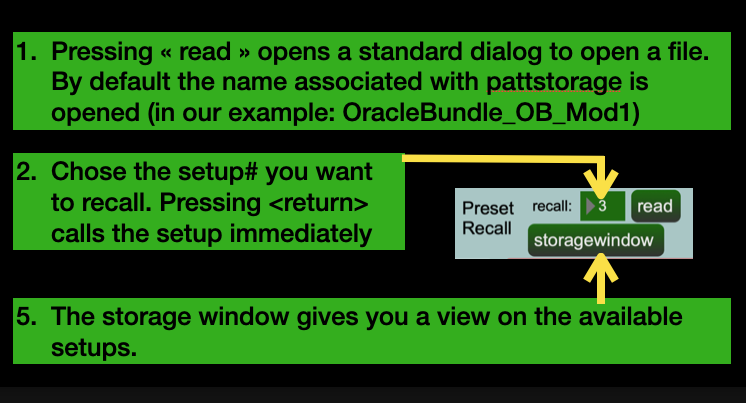 1. Pressing « read » opens a standard dialog to open a file.
By default the name associated with pattstorage is
opened (in our example: OracleBundle_OB_Mod1)
2. Chose the setup# you want
to recall. Pressing <return>
calls the setup immediately
Preset
Recall
recall: 3 read
storagewindow
5. The storage window gives you a view on the available
setups.